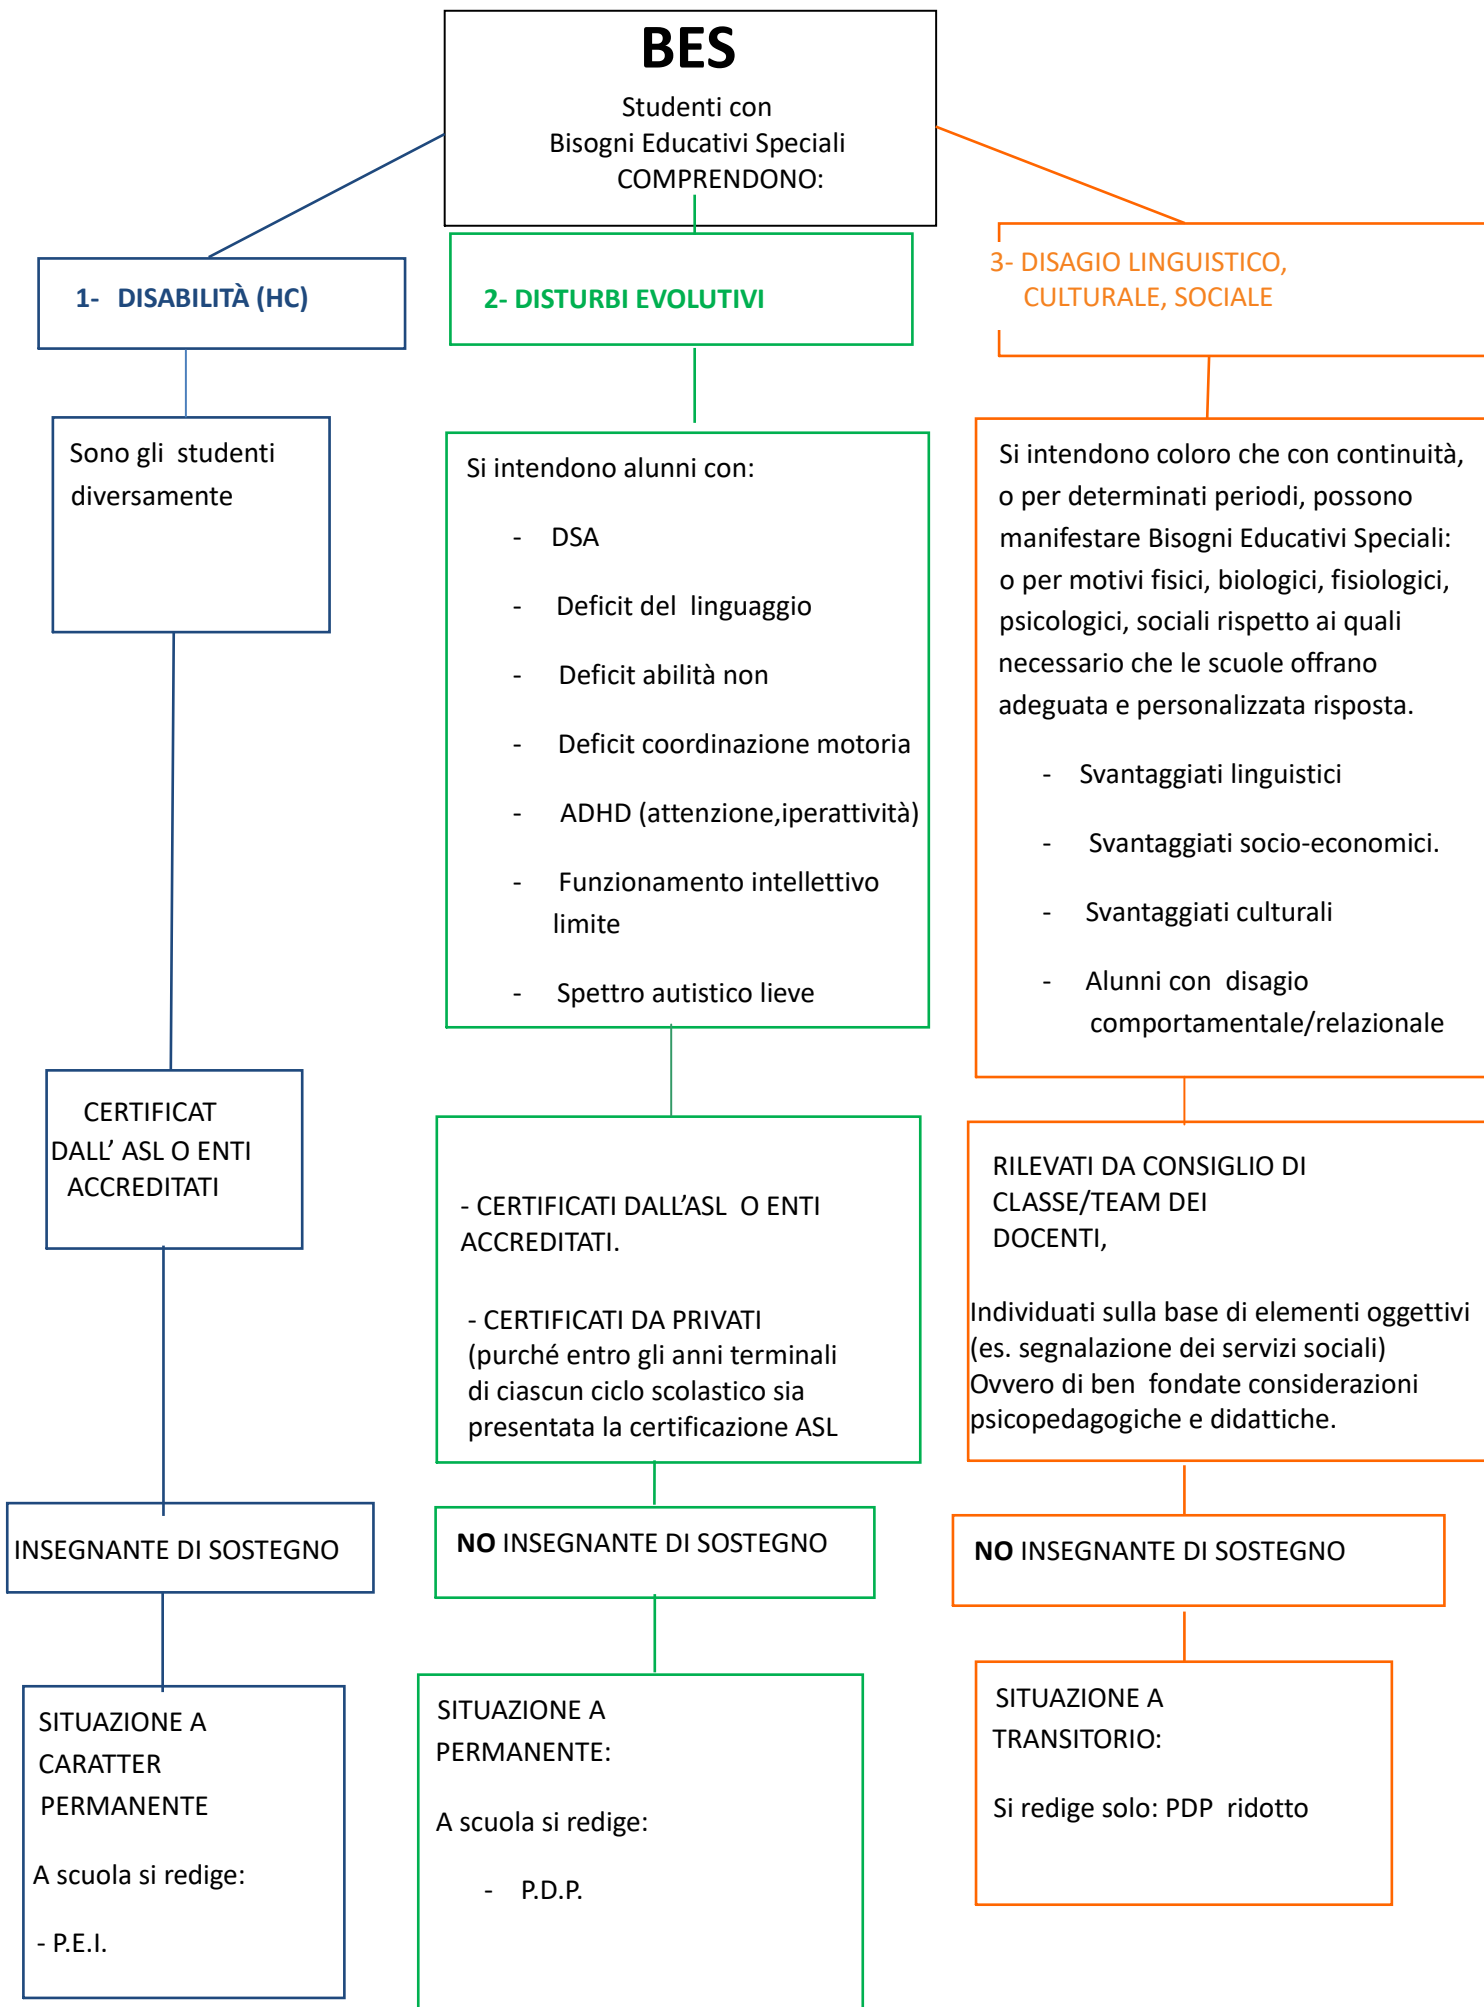 BES
Studenti con
Bisogni Educativi Speciali
COMPRENDONO:
1- DISABILITÀ (HC)
Sono gli studenti
diversamente
CERTIFICAT
DALL’ ASL O ENTI
ACCREDITATI
INSEGNANTE DI SOSTEGNO
SITUAZIONE A
CARATTER
PERMANENTE
A scuola si redige:
- P.E.I.
2- DISTURBI EVOLUTIVI
Si intendono alunni con:
- DSA
- Deficit del linguaggio
- Deficit abilità non
- Deficit coordinazione motoria
- ADHD (attenzione,iperattività)
- Funzionamento intellettivo
limite
- Spettro autistico lieve
- CERTIFICATI DALL’ASL O ENTI
ACCREDITATI.
- CERTIFICATI DA PRIVATI
(purché entro gli anni terminali
di ciascun ciclo scolastico sia
presentata la certificazione ASL
NO INSEGNANTE DI SOSTEGNO
SITUAZIONE A
PERMANENTE:
A scuola si redige:
- P.D.P.
3- DISAGIO LINGUISTICO,
CULTURALE, SOCIALE
Si intendono coloro che con continuità,
o per determinati periodi, possono
manifestare Bisogni Educativi Speciali:
o per motivi fisici, biologici, fisiologici,
psicologici, sociali rispetto ai quali
necessario che le scuole offrano
adeguata e personalizzata risposta.
- Svantaggiati linguistici
- Svantaggiati socio-economici.
- Svantaggiati culturali
- Alunni con disagio
comportamentale/relazionale
RILEVATI DA CONSIGLIO DI
CLASSE/TEAM DEI
DOCENTI,
Individuati sulla base di elementi oggettivi
(es. segnalazione dei servizi sociali)
Ovvero di ben fondate considerazioni
psicopedagogiche e didattiche.
NO INSEGNANTE DI SOSTEGNO
SITUAZIONE A
TRANSITORIO:
Si redige solo: PDP ridotto